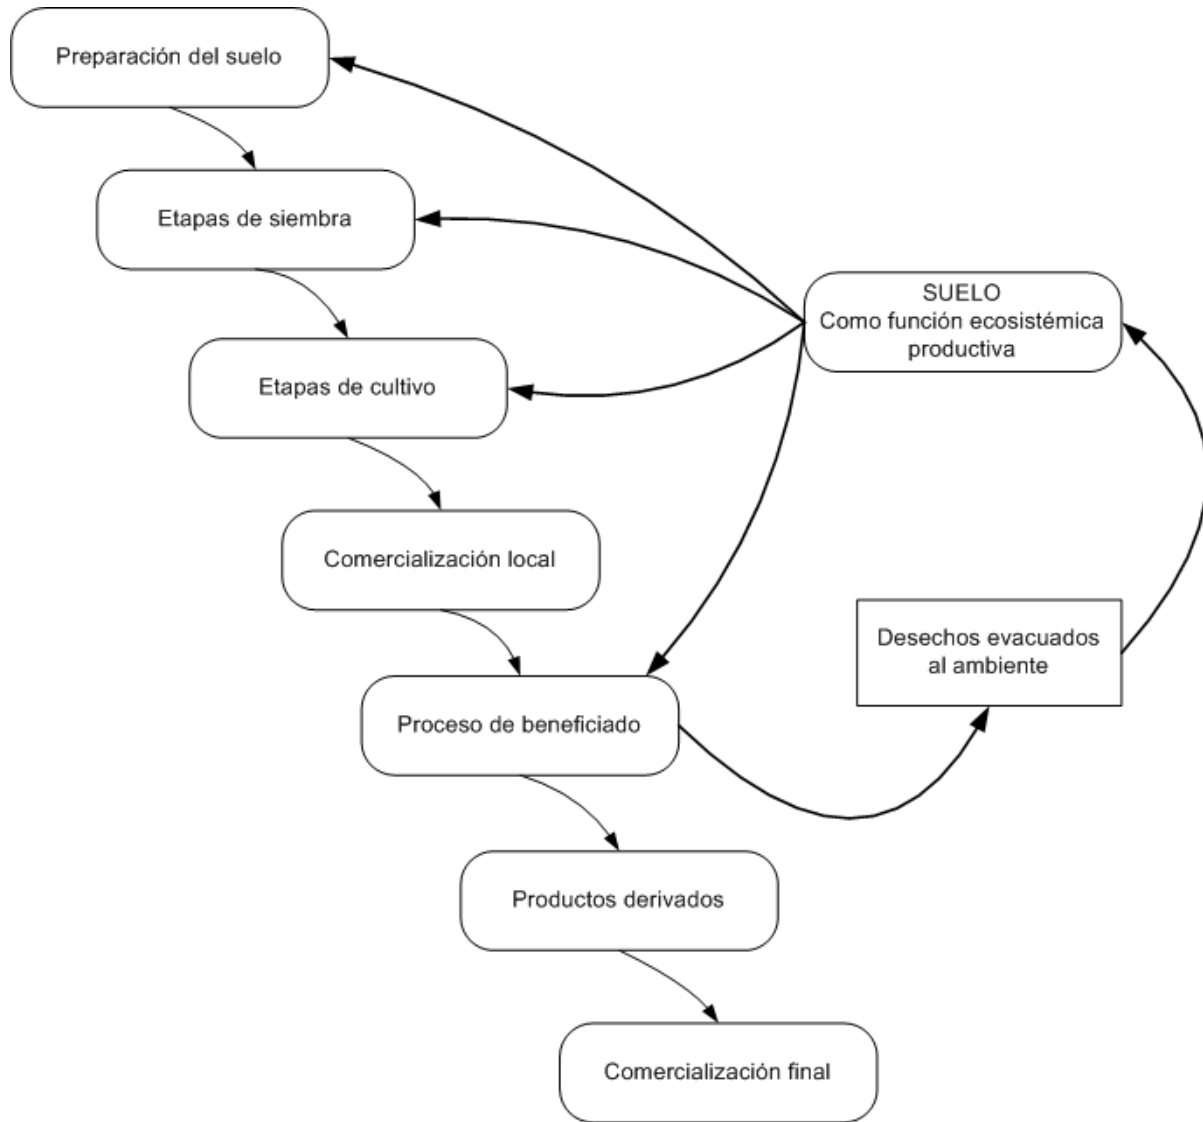 Preparación del suelo
Etapas de siembra
SUELO
Como función ecosistémica
productiva
Etapas de cultivo
Comercialización local
Desechos evacuados
al ambiente
Proceso de beneficiado
Productos derivados
Comercialización final